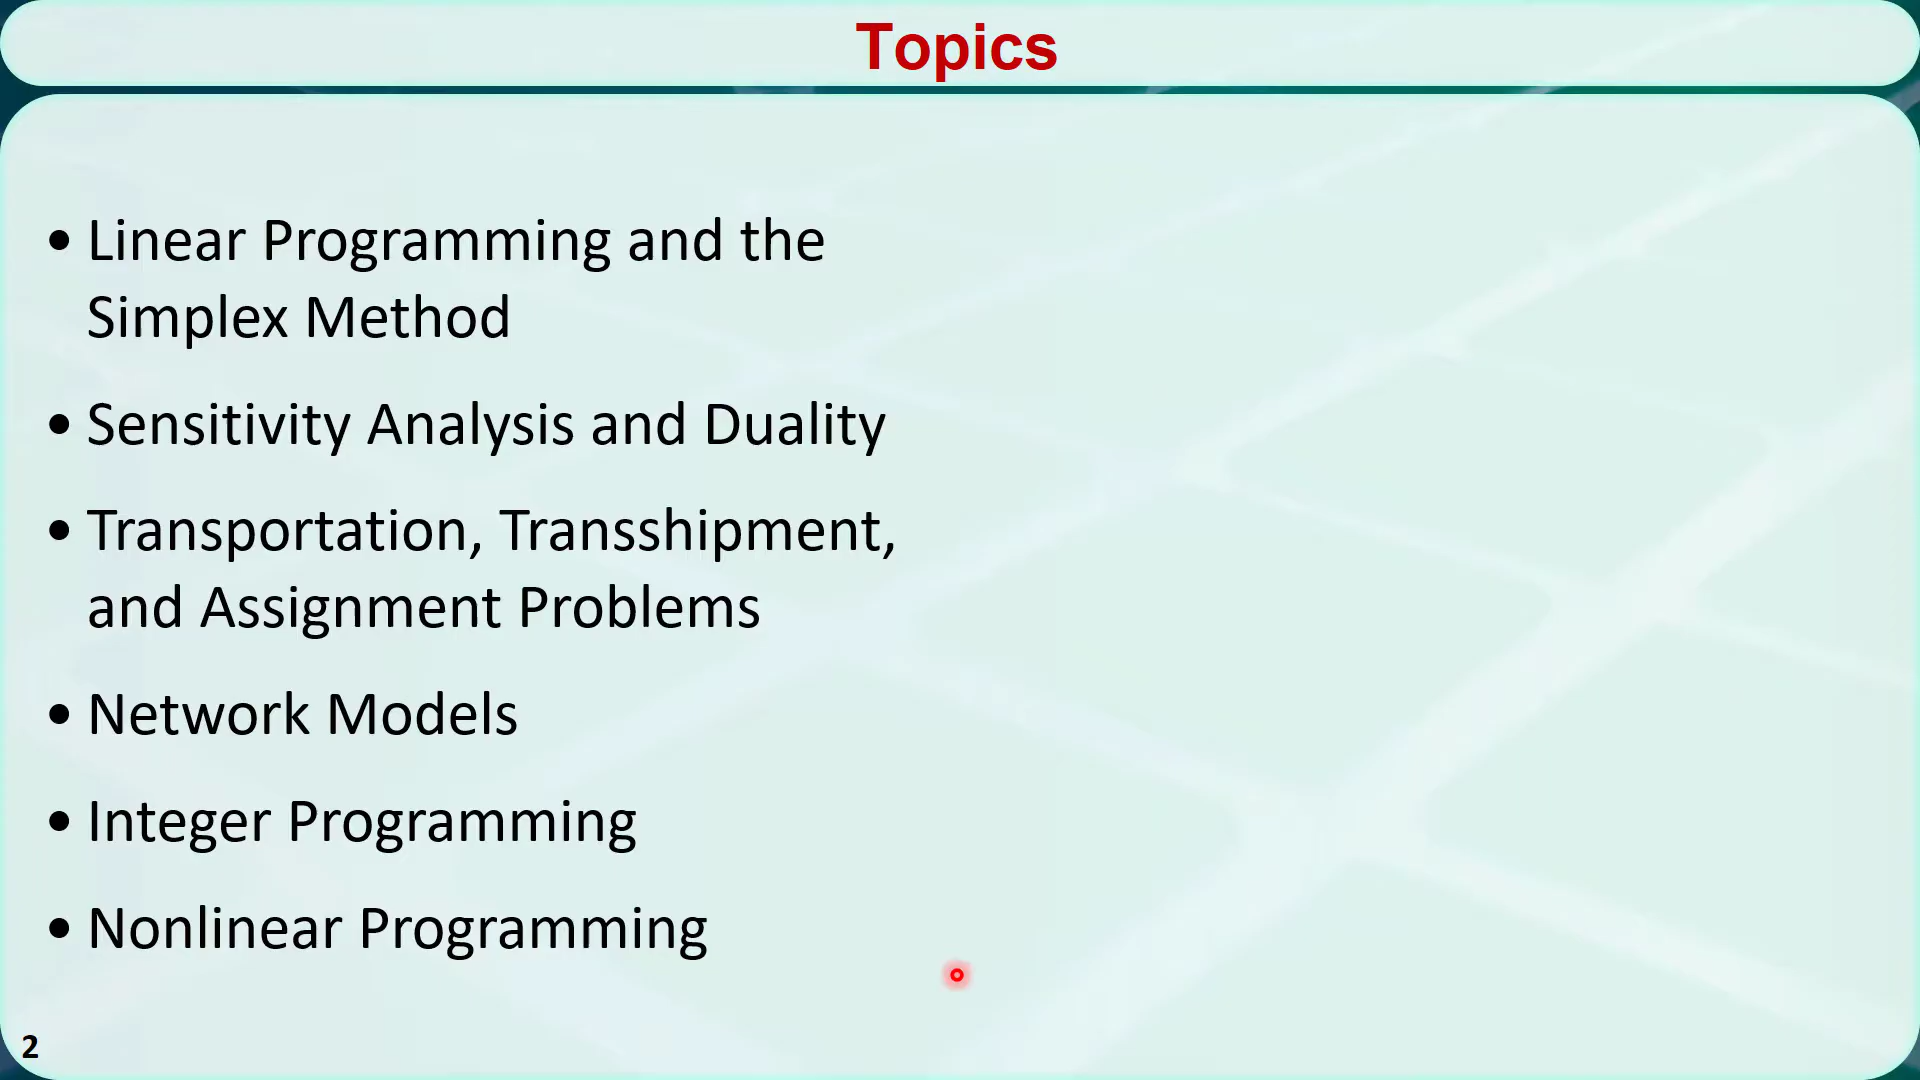 Topics
• Linear Programming and the
Simplex Method
• Sensitivity Analysis and Duality
• Transportation, Transshipment,
and Assignment Problems
• Network Models
• Integer Programming
• Nonlinear Programming
2